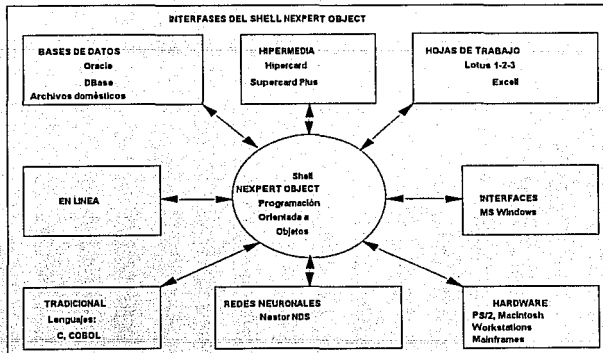 INTERFASES DEL SHELL NEXPERT OBJECT
BASES DE DATOS
Oracle
DBase
Archivos domésticos
HIPERMEDIA
Hipercard
Supercard Plus
HOJAS DE TRABAJO
Lotus 1-2-3
Excell
EN LINEA
Shell
NEXPERT OBJECT
Programación
Orientada a
Objetos
INTERFACES
MS Windows
TRADICIONAL
Lenguajes:
C, COBOL
REDES NEURONALES
Nestor NDS
HARDWARE
PS/2, Macintosh
Workstations
Mainframes